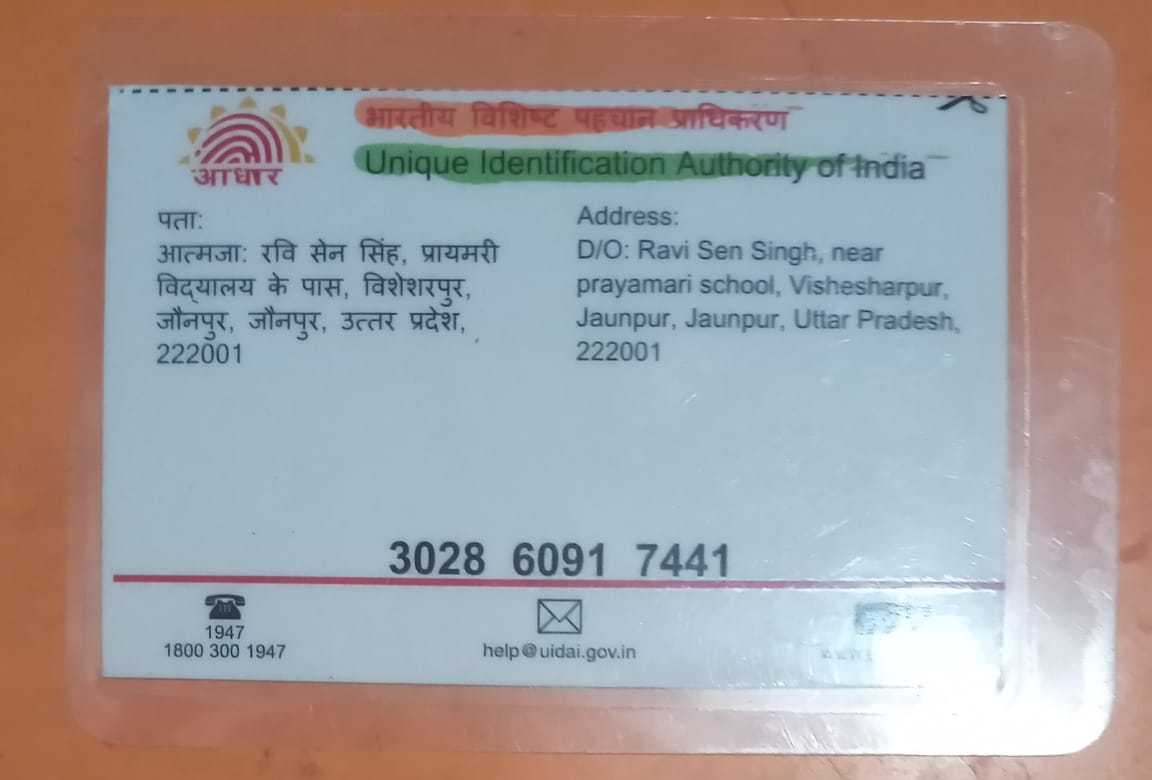 भारतीय विशिष्ट पहचान प्राधिकरण
Unique Identification Authority of India
आधार
पता:
आत्मजा: रवि सेन सिंह, प्रायमरी
विद्यालय के पास, विशेशरपुर,
जौनपुर, जौनपुर, उत्तर प्रदेश,
222001
Address:
D/O: Ravi Sen Singh, near
prayamari school, Vishesharpur,
Jaunpur, Jaunpur, Uttar Pradesh,
222001
3028 6091 7441
1947
1800 300 1947
help@uidai.gov.in